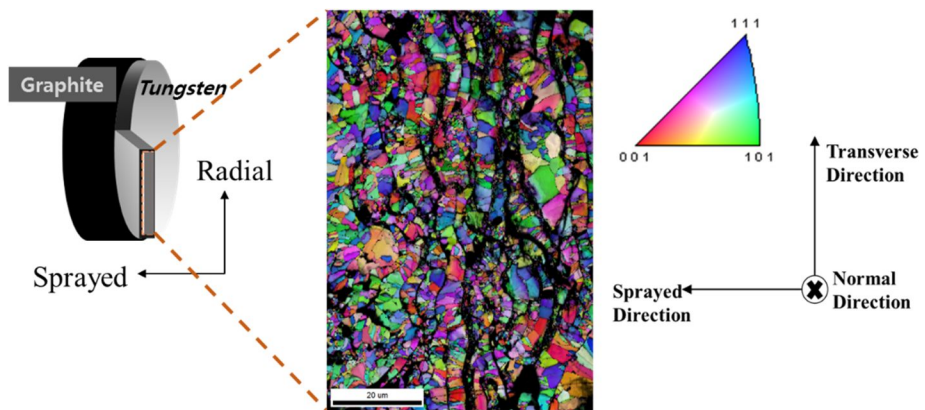 Graphite
Tungsten
Radial
Sprayed
20 um
111
001
101
Transverse
Direction
Sprayed
Direction
Normal
Direction